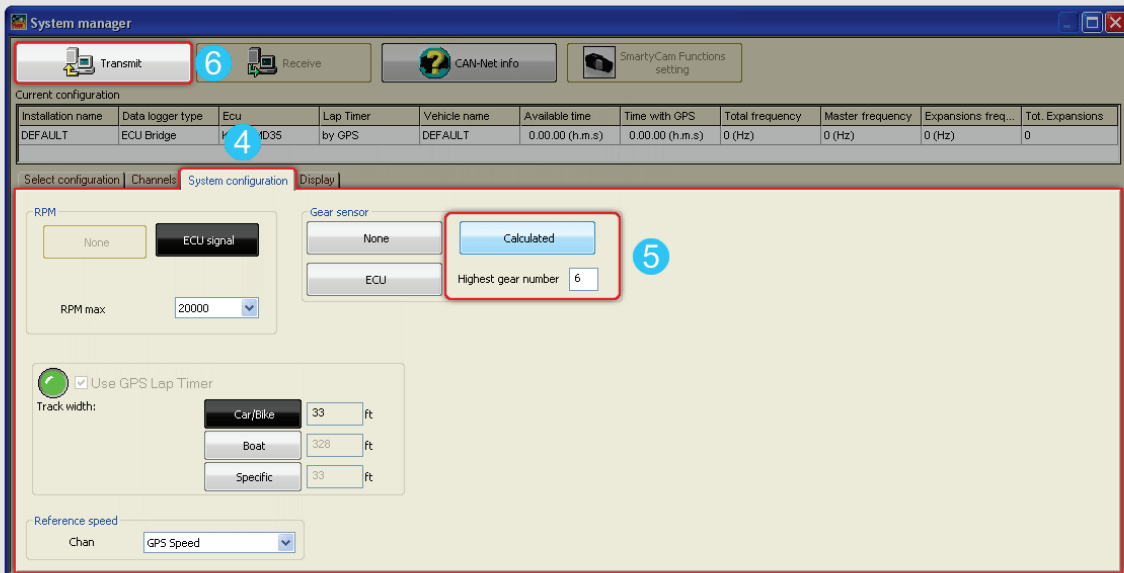 System manager
Transmit
6
Receive
CAN-Net info
SmartyCam Functions
setting
Current configuration
Installation name Data logger type Ecu Lap Timer Vehicle name Available time Time with GPS Total frequency Master frequency Expansions freq... Tot. Expansions
DEFAULT ECU Bridge D35 by GPS DEFAULT 0.00.00 (h.m.s) 0.00.00 (h.m.s) 0 (Hz) 0 (Hz) 0 (Hz) 0
4
Select configuration Channels System configuration Display
RPM
None
ECU signal
RPM max
20000
Gear sensor
None
Calculated
ECU
Highest gear number 6
5
Use GPS Lap Timer
Track width:
Car/Bike 33 ft
Boat 328 ft
Specific 33 ft
Reference speed
Chan GPS Speed